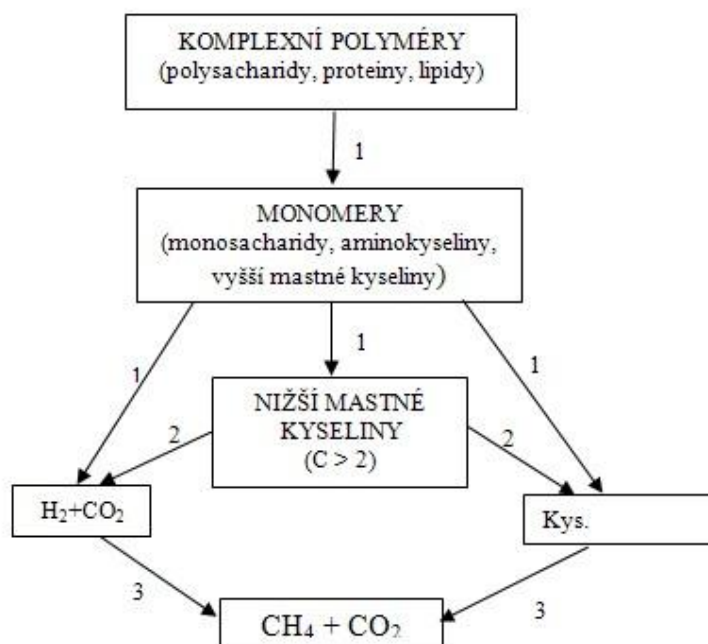 KOMPLEXNÍ POLYMÉRY
(polysacharidy, proteiny, lipidy)
1
MONOMERY
(monosacharidy, aminokyseliny,
vyšší mastné kyseliny)
1
1
1
NIŽŠÍ MASTNÉ
KYSELINY
(C > 2)
2
2
H₂+CO₂
Kys.
3
3
CH₄ + CO₂